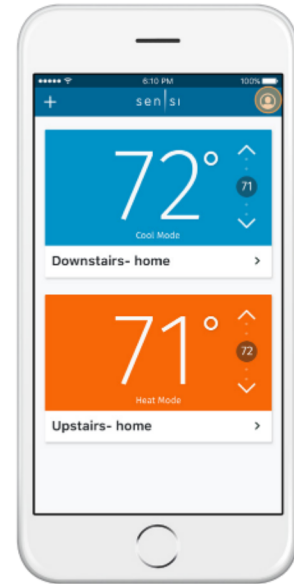 6:10 PM 100%
+ sensi
72°
71
Cool Mode
Downstairs- home >
71°
72
Heat Mode
Upstairs- home >